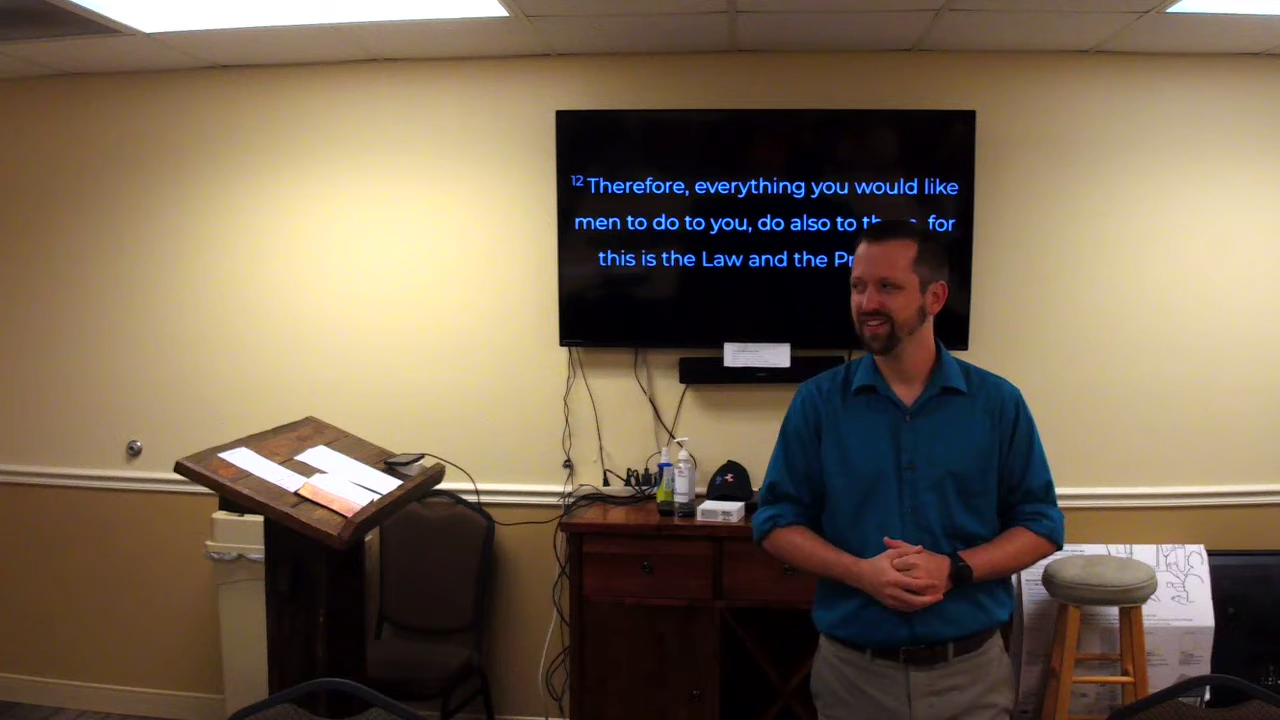 12 Therefore, everything you would like
men to do to you, do also to for
this is the Law and the